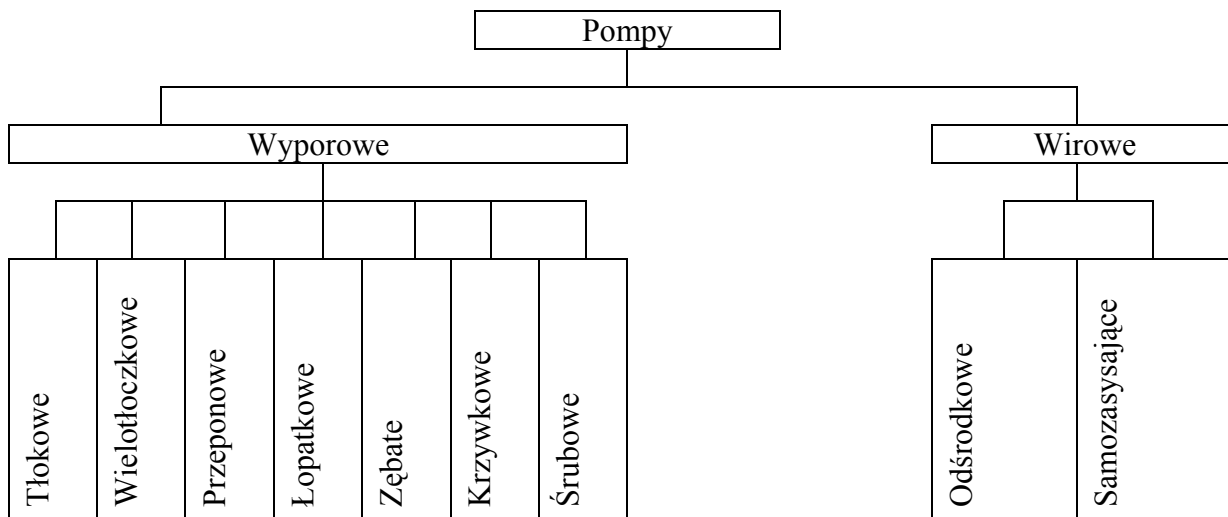 Pompy
Wyporowe
Wirowe
Tłokowe
Wielotłoczkowe
Przeponowe
Łopatkowe
Zębate
Krzywkowe
Śrubowe
Odśrodkowe
Samozasysające